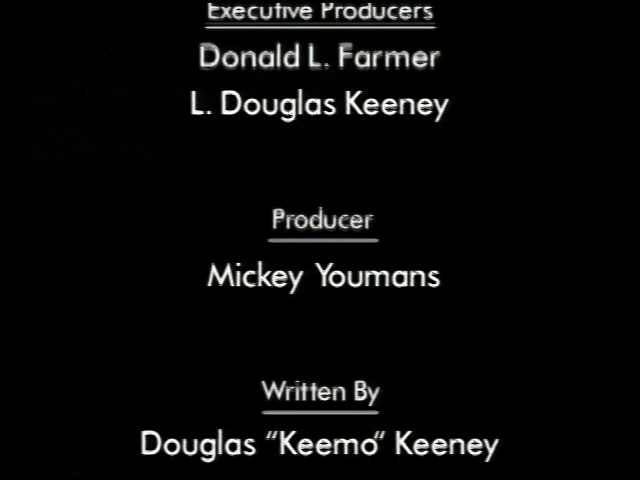 Executive Producers
Donald L. Farmer
L. Douglas Keeney
Producer
Mickey Youmans
Written By
Douglas "Keemo" Keeney